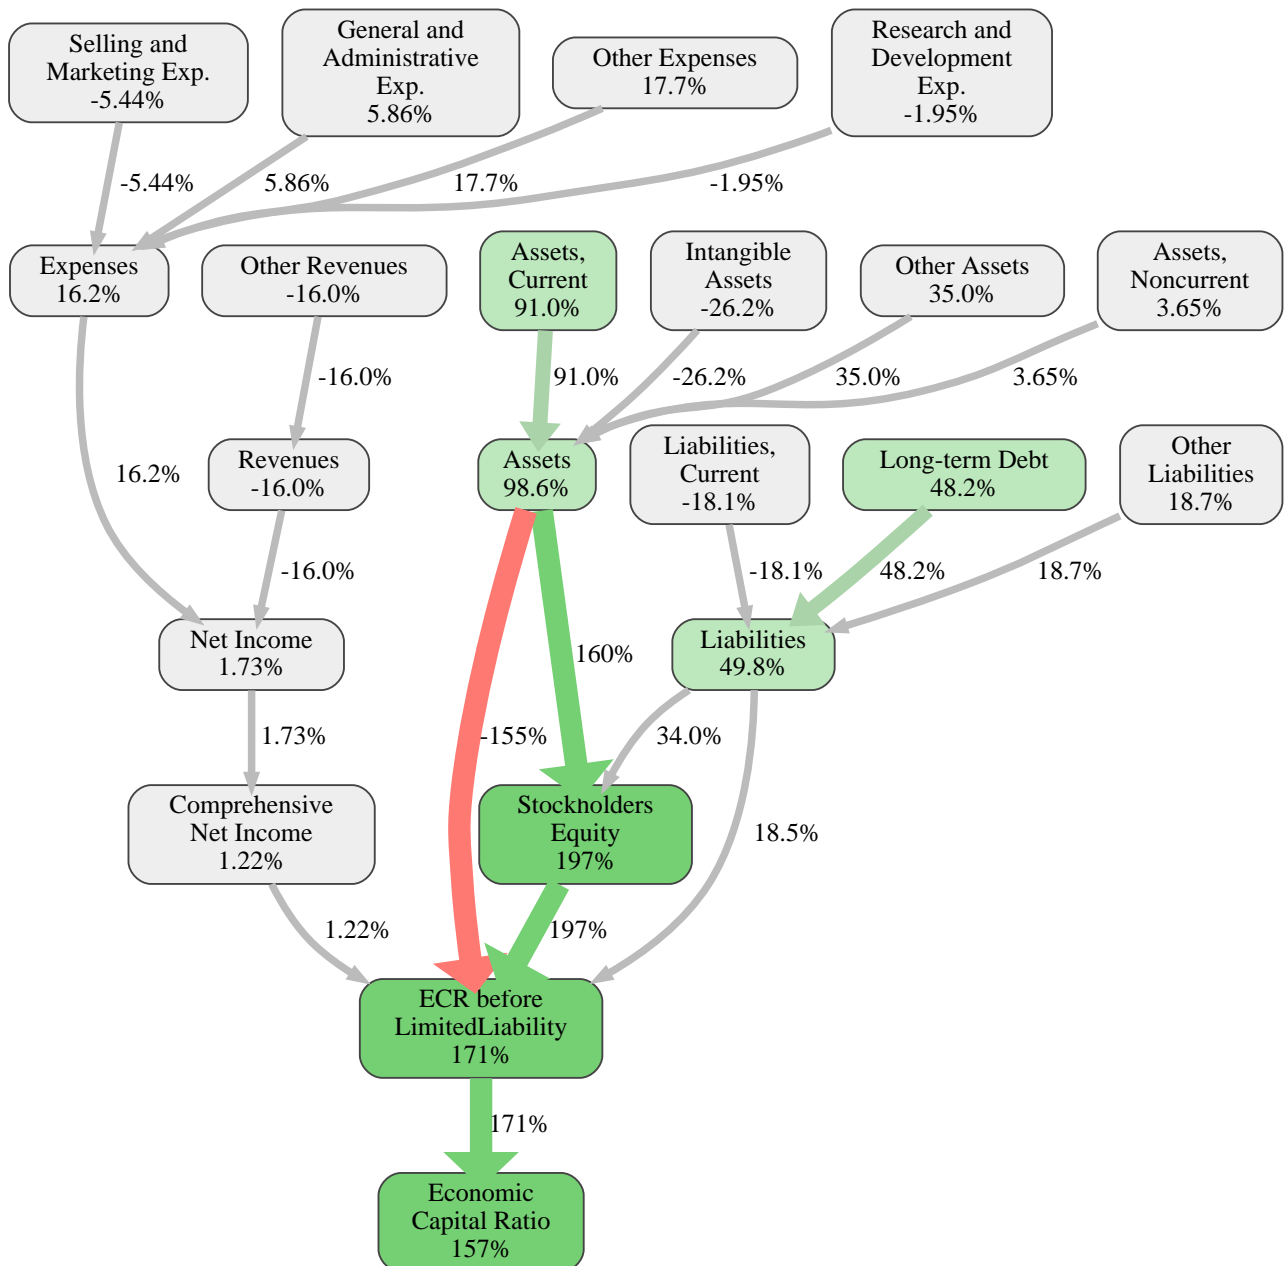 Selling and
Marketing Exp.
-5.44%
General and
Administrative
Exp.
5.86%
Other Expenses
17.7%
Research and
Development
Exp.
-1.95%
-5.44%
5.86%
17.7%
-1.95%
Expenses
16.2%
Other Revenues
-16.0%
Assets,
Current
91.0%
Intangible
Assets
-26.2%
Other Assets
35.0%
Assets,
Noncurrent
3.65%
-16.0%
91.0%
-26.2%
35.0%
3.65%
16.2%
Revenues
-16.0%
Assets
98.6%
Liabilities,
Current
-18.1%
Long-term Debt
48.2%
Other
Liabilities
18.7%
-16.0%
-18.1%
48.2%
18.7%
Net Income
1.73%
160%
Liabilities
49.8%
1.73%
-155%
34.0%
Comprehensive
Net Income
1.22%
Stockholders
Equity
197%
18.5%
1.22%
197%
ECR before
LimitedLiability
171%
171%
Economic
Capital Ratio
157%